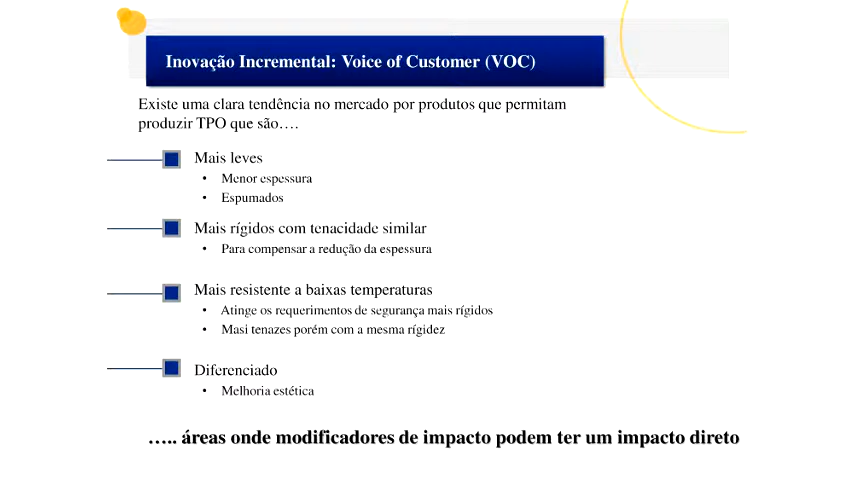 Inovação Incremental: Voice of Customer (VOC)
Existe uma clara tendência no mercado por produtos que permitam
produzir TPO que são….
Mais leves
• Menor espessura
• Espumados
Mais rígidos com tenacidade similar
• Para compensar a redução da espessura
Mais resistente a baixas temperaturas
• Atinge os requerimentos de segurança mais rígidos
• Masi tenazes porém com a mesma rígidez
Diferenciado
• Melhoria estética
….. áreas onde modificadores de impacto podem ter um impacto direto